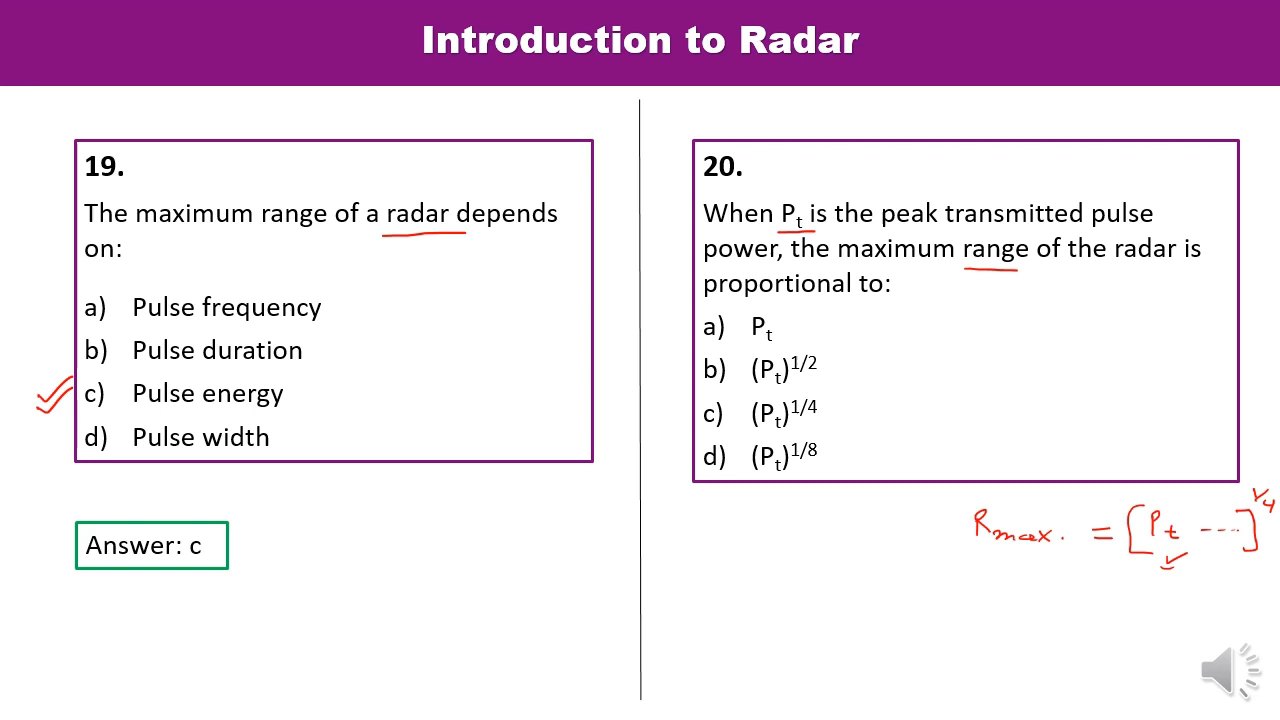 Introduction to Radar
19.
The maximum range of a radar depends
on:
a) Pulse frequency
b) Pulse duration
c) Pulse energy
d) Pulse width
Answer: c
20.
When Pₜ is the peak transmitted pulse
power, the maximum range of the radar is
proportional to:
a) Pₜ
b) (Pₜ)^1/2
c) (Pₜ)^1/4
d) (Pₜ)^1/8
Rmax. = [Pₜ ----]^1/4